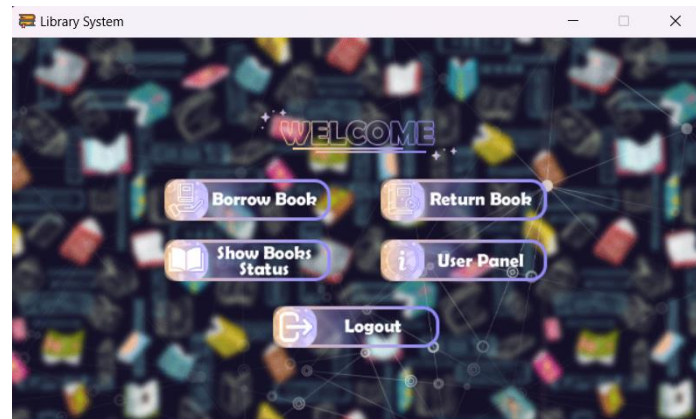 Library System
WELCOME
Borrow Book
Return Book
Show Books
Status
User Panel
Logout